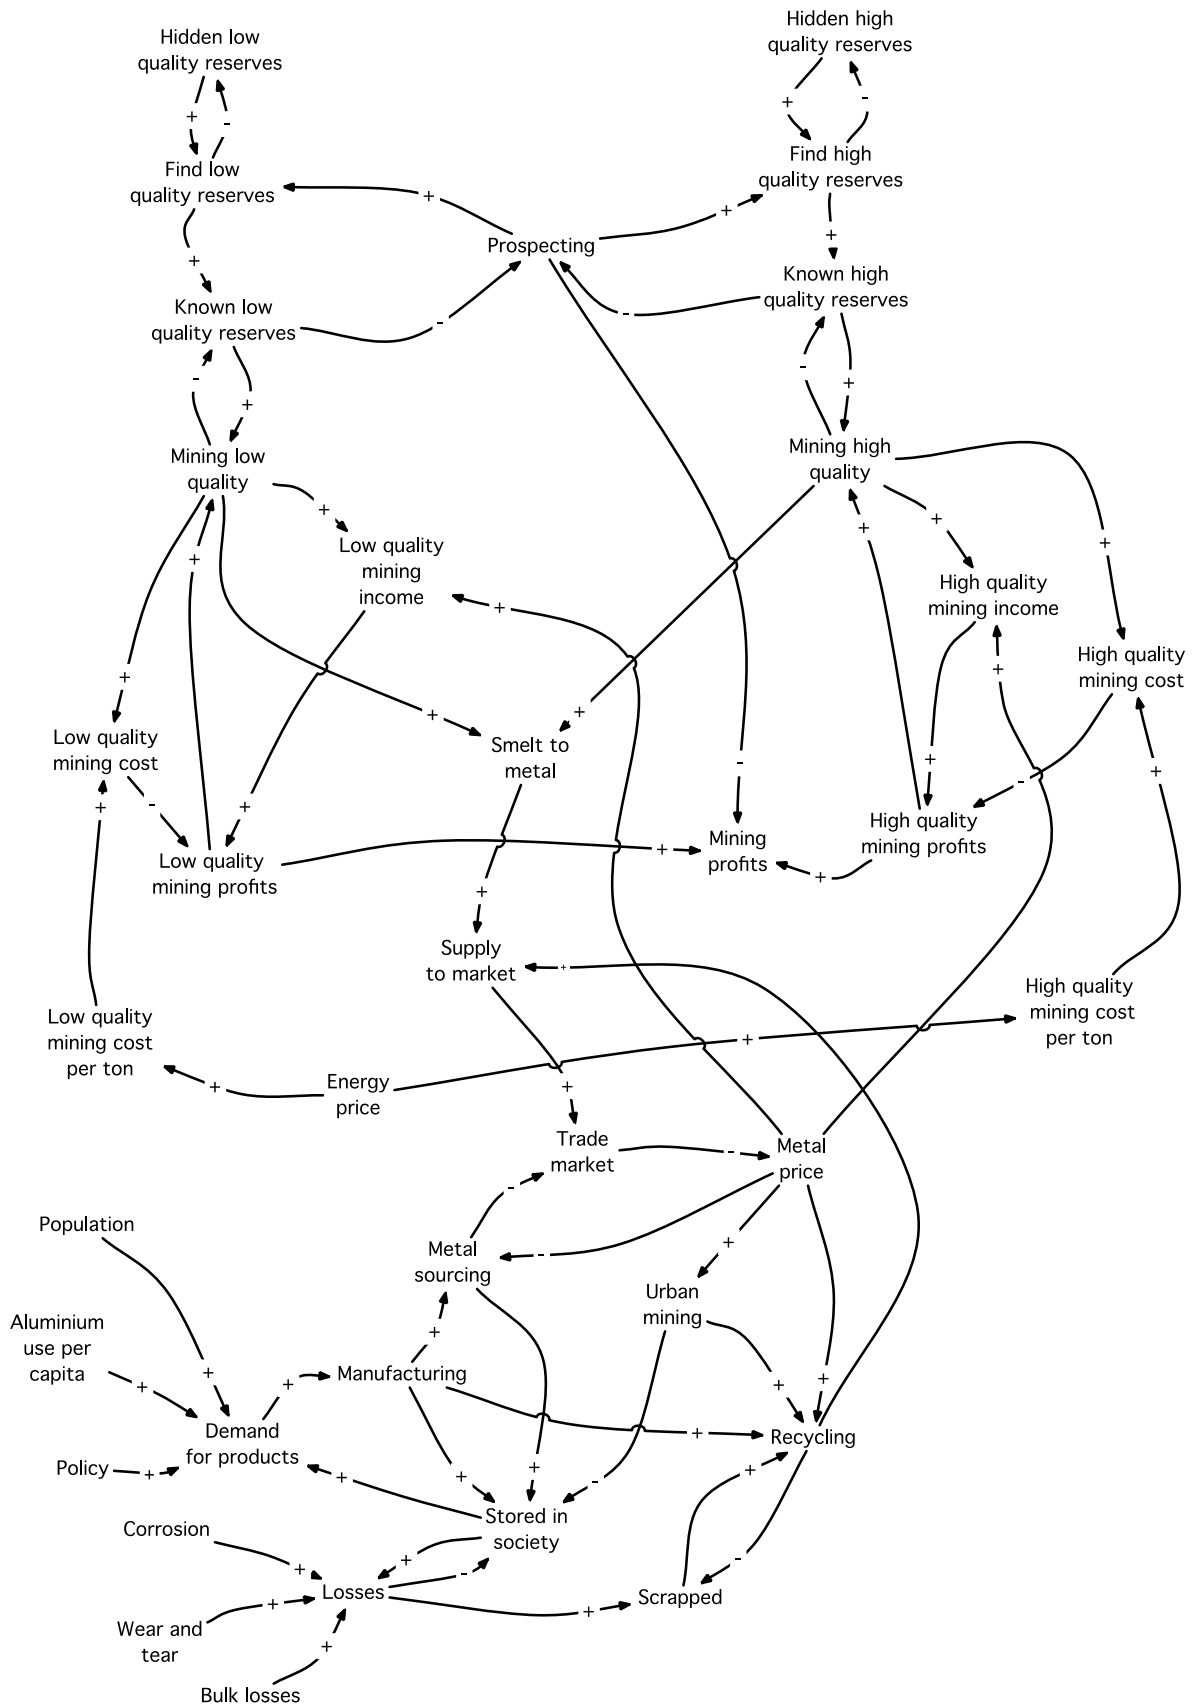 Hidden low
quality reserves
Hidden high
quality reserves
+
-
+
-
Find low
quality reserves
Find high
quality reserves
+
+
Prospecting
+
+
Known low
quality reserves
Known high
quality reserves
-
-
-
+
-
+
Mining low
quality
Mining high
quality
+
+
+
+
+
Low quality
mining
income
High quality
mining income
+
+
High quality
mining cost
+
+
+
Low quality
mining cost
Smelt to
metal
-
+
-
+
-
+
+
Low quality
mining profits
Mining
profits
High quality
mining profits
+
+
+
Supply
to market
+
Low quality
mining cost
per ton
High quality
mining cost
per ton
+
+
Energy
price
+
Trade
market
-
Metal
price
-
Population
Metal
sourcing
-
+
Urban
mining
Aluminium
use per
capita
+
+
+
+
Manufacturing
+
+
+
Demand
for products
+
Recycling
Policy
+
+
+
+
-
+
Stored in
society
Corrosion
+
+
-
-
Losses
Scrapped
Wear and
tear
+
+
+
Bulk losses